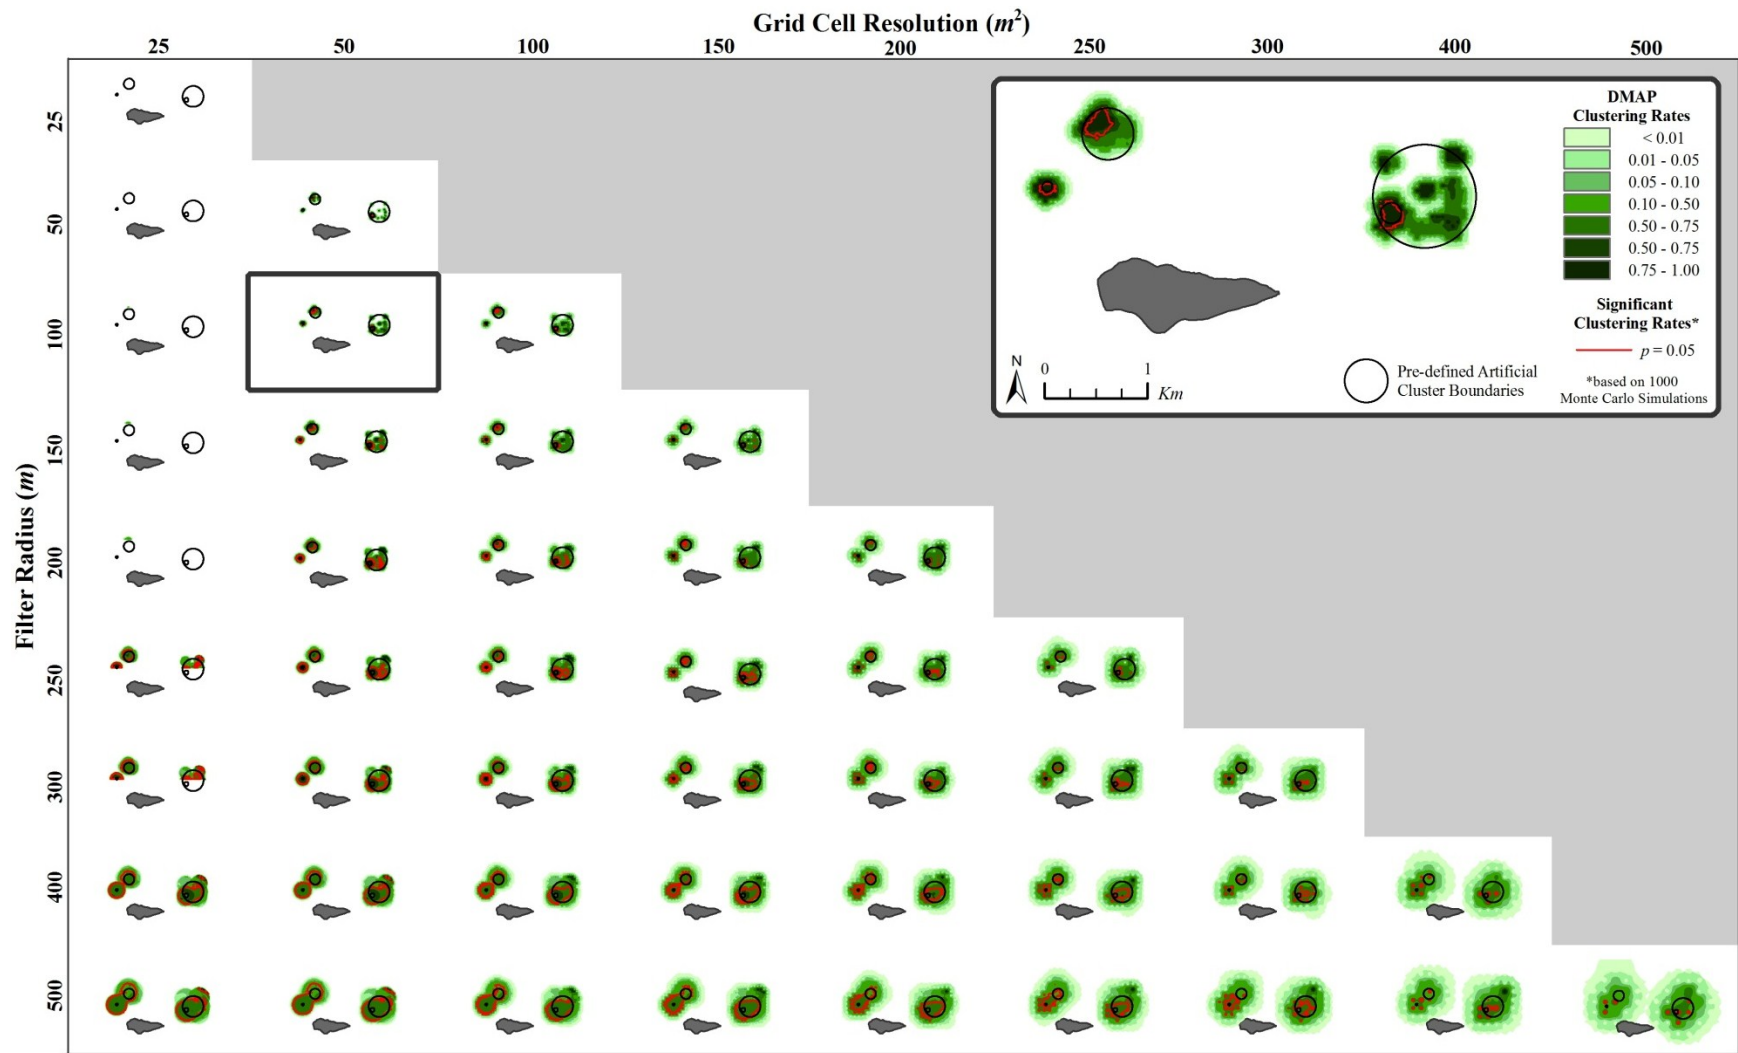 Grid Cell Resolution (m²)
25 50 100 150 200 250 300 400 500
Filter Radius (m)
25
50
100
150
200
250
300
400
500
DMAP
Clustering Rates
< 0.01
0.01 - 0.05
0.05 - 0.10
0.10 - 0.50
0.50 - 0.75
0.50 - 0.75
0.75 - 1.00
Significant
Clustering Rates*
p = 0.05
*based on 1000
Monte Carlo Simulations
N
0 1
Km
Pre-defined Artificial
Cluster Boundaries